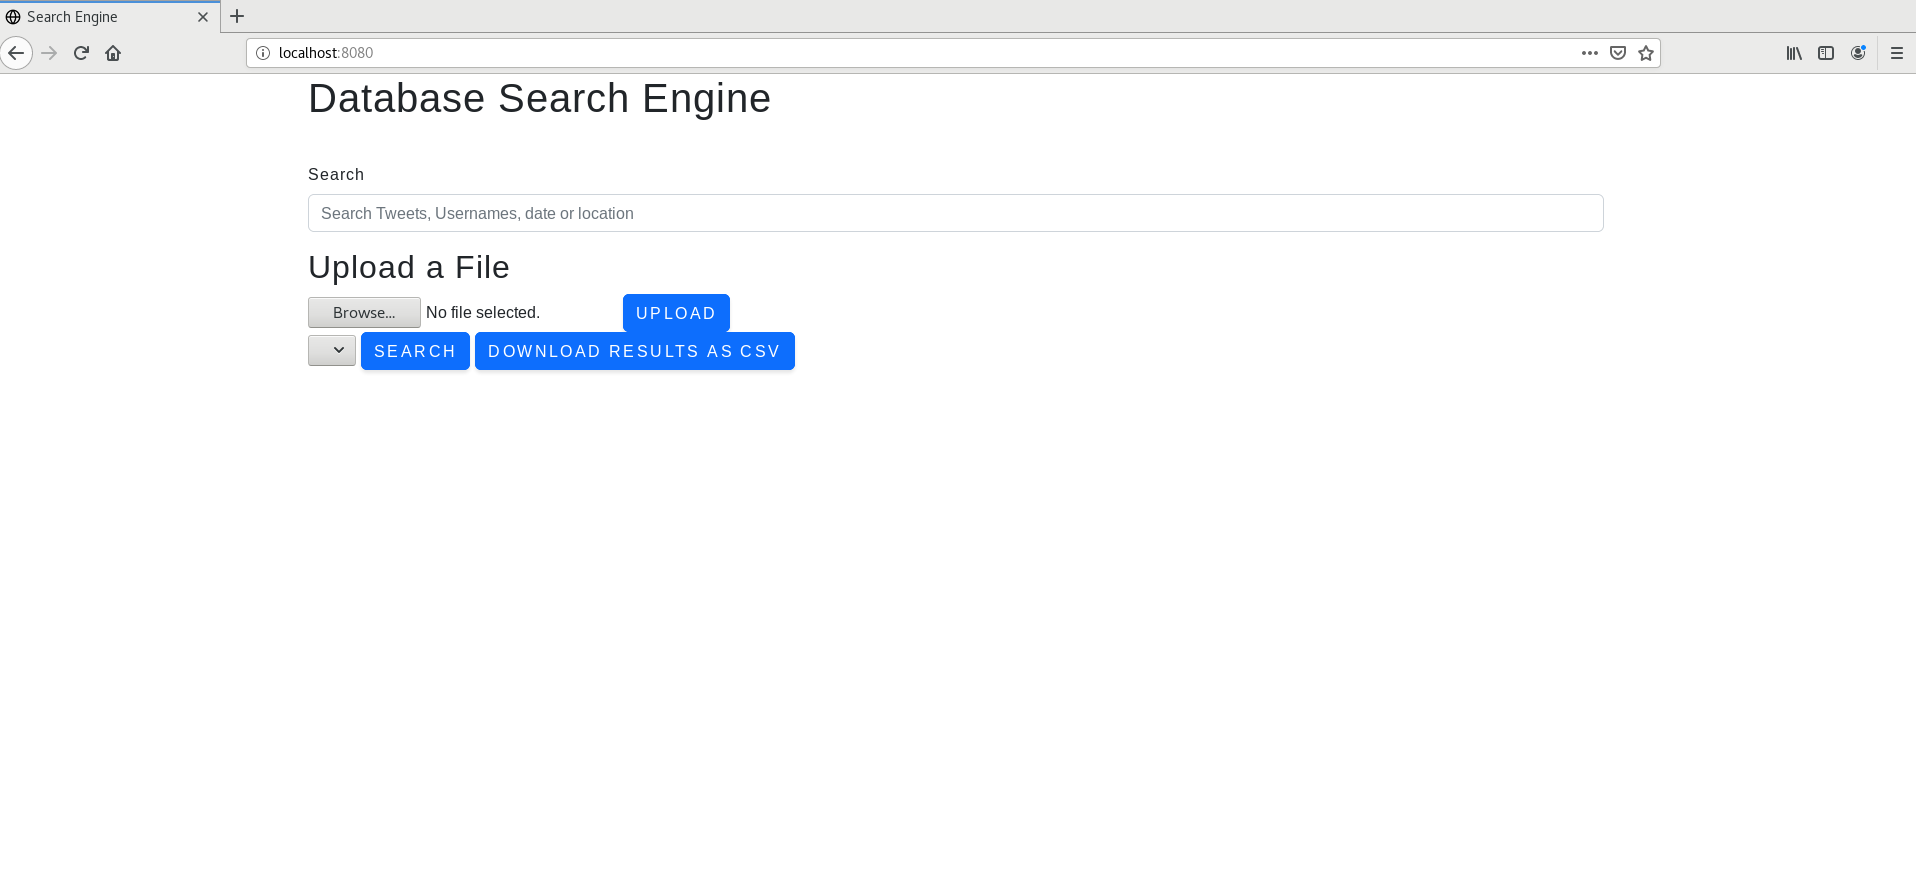 Search Engine
localhost:8080
Database Search Engine
Search
Search Tweets, Usernames, date or location
Upload a File
Browse... No file selected. UPLOAD
SEARCH DOWNLOAD RESULTS AS CSV